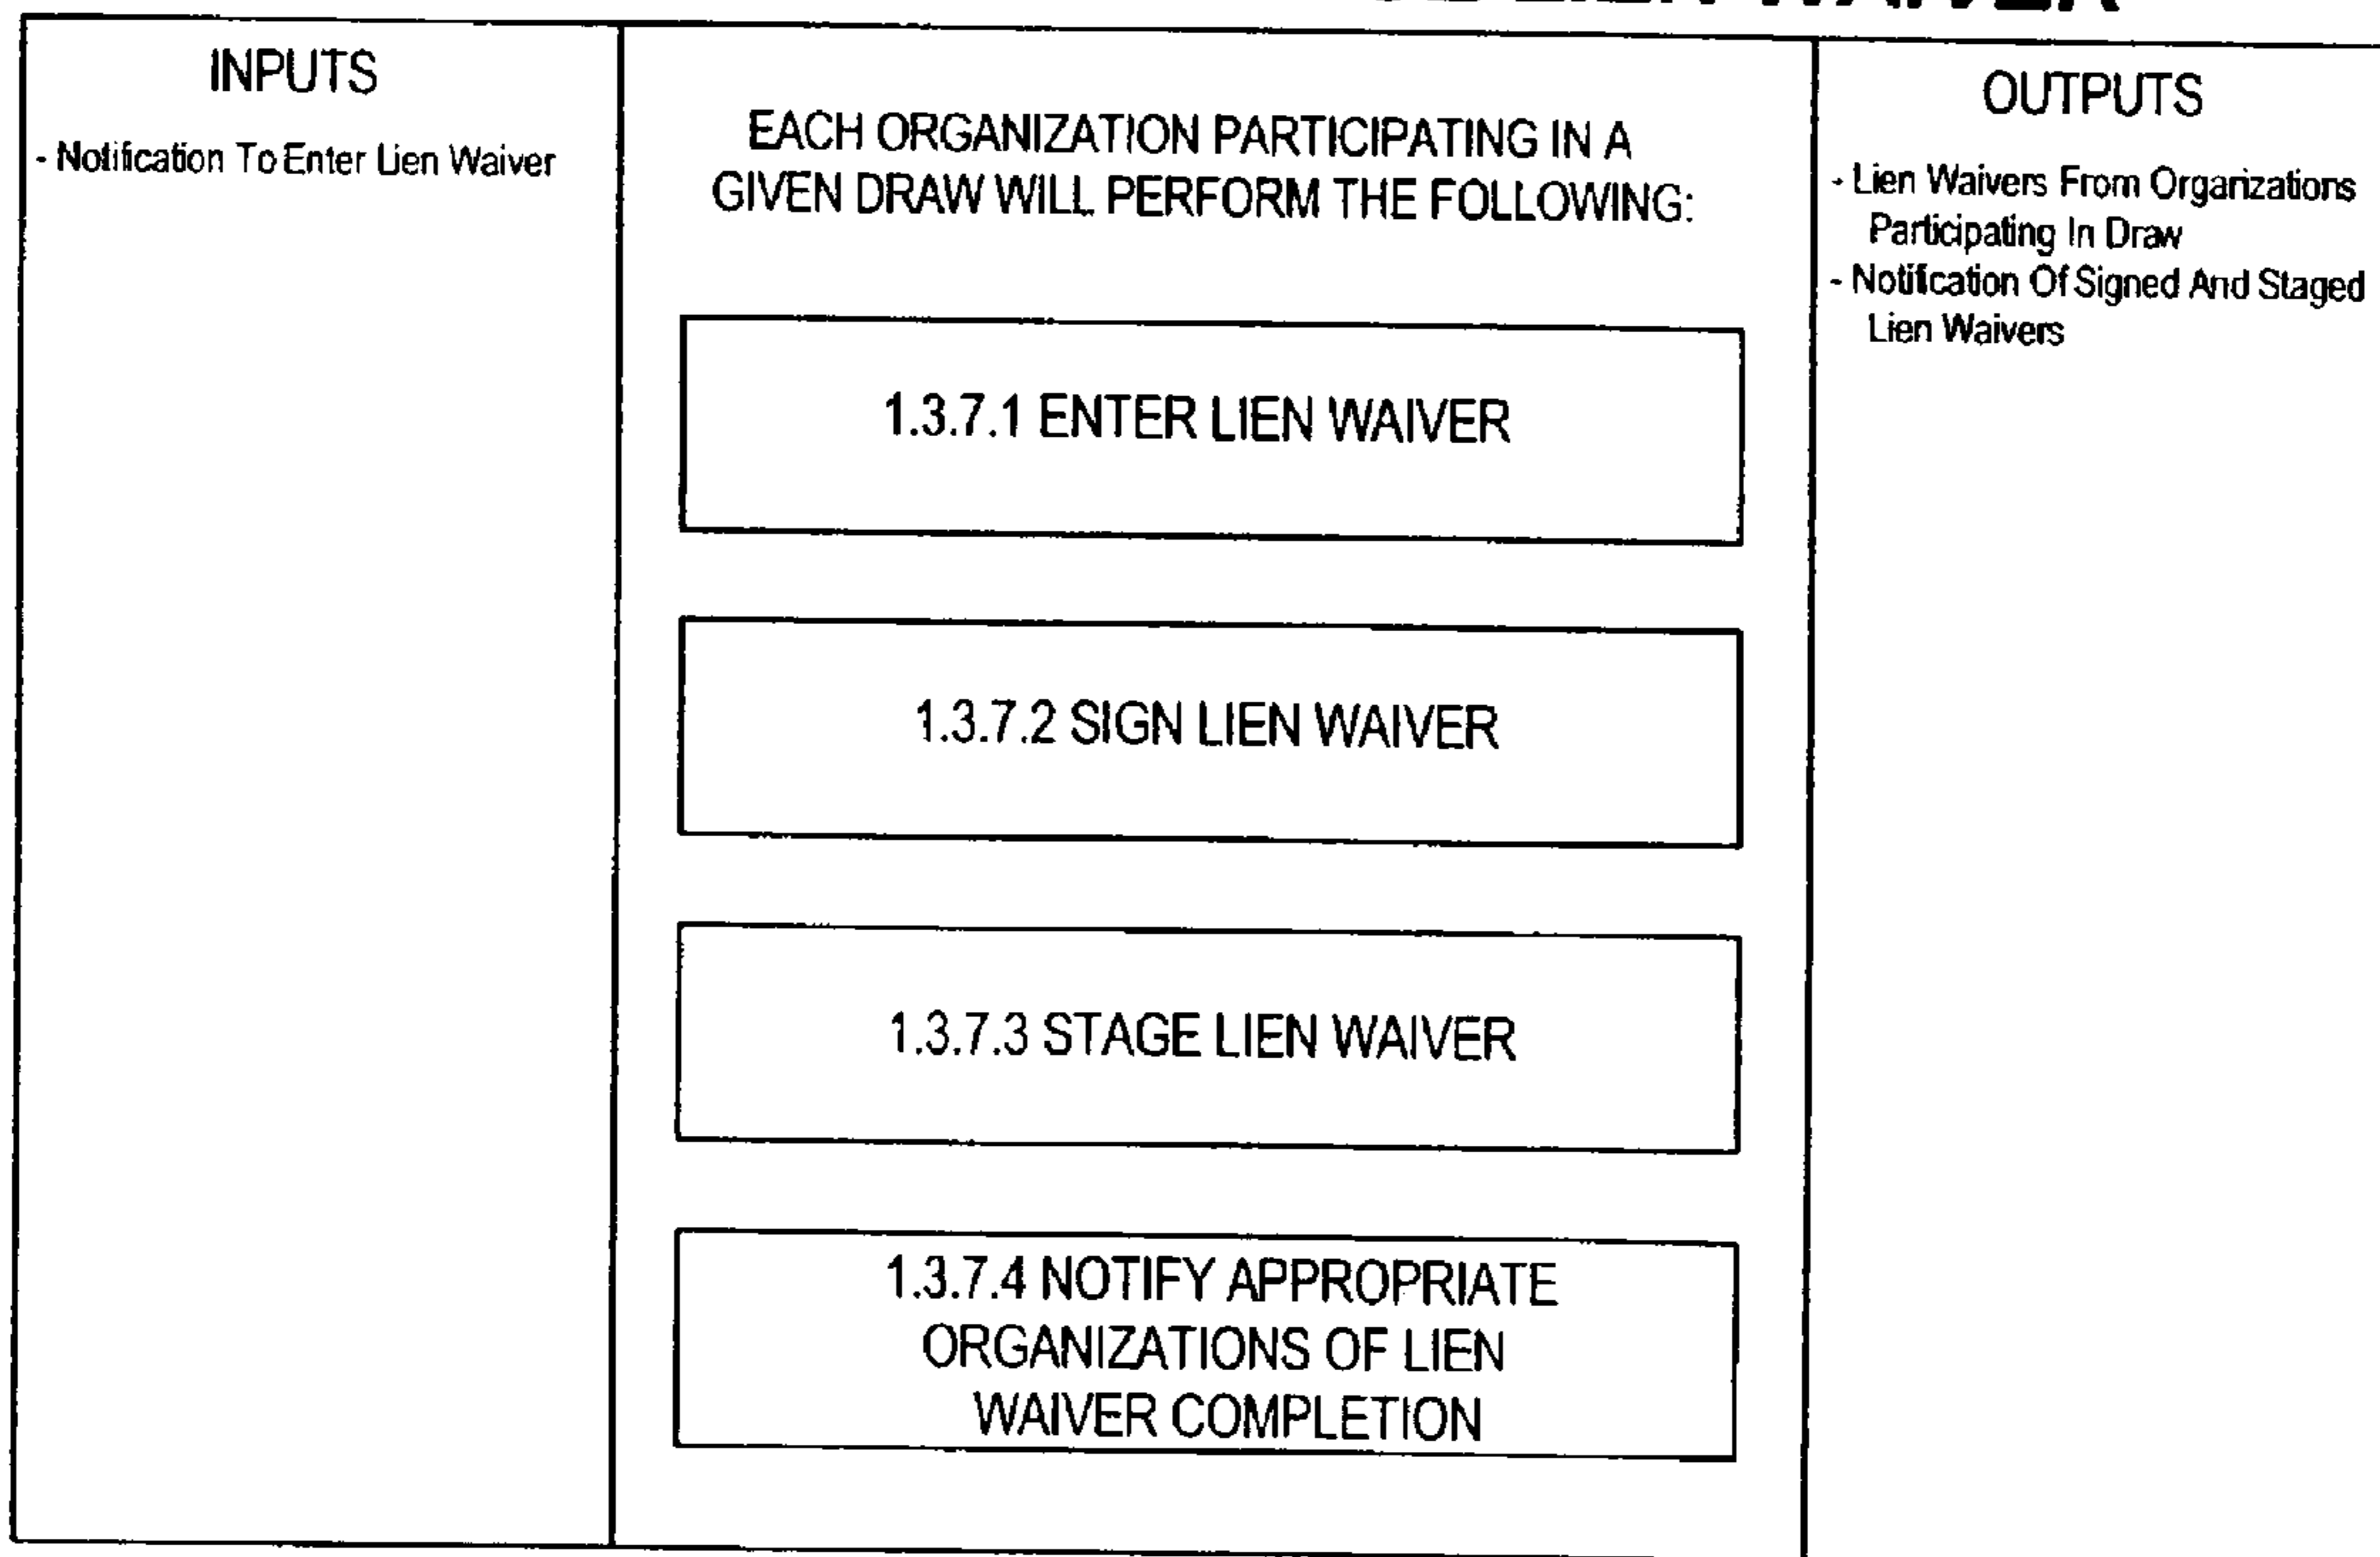 LIEN WAIVER
INPUTS
- Notification To Enter Lien Waiver
EACH ORGANIZATION PARTICIPATING IN A
GIVEN DRAW WILL PERFORM THE FOLLOWING:
1.3.7.1 ENTER LIEN WAIVER
1.3.7.2 SIGN LIEN WAIVER
1.3.7.3 STAGE LIEN WAIVER
1.3.7.4 NOTIFY APPROPRIATE
ORGANIZATIONS OF LIEN
WAIVER COMPLETION
OUTPUTS
- Lien Waivers From Organizations
Participating In Draw
- Notification Of Signed And Staged
Lien Waivers